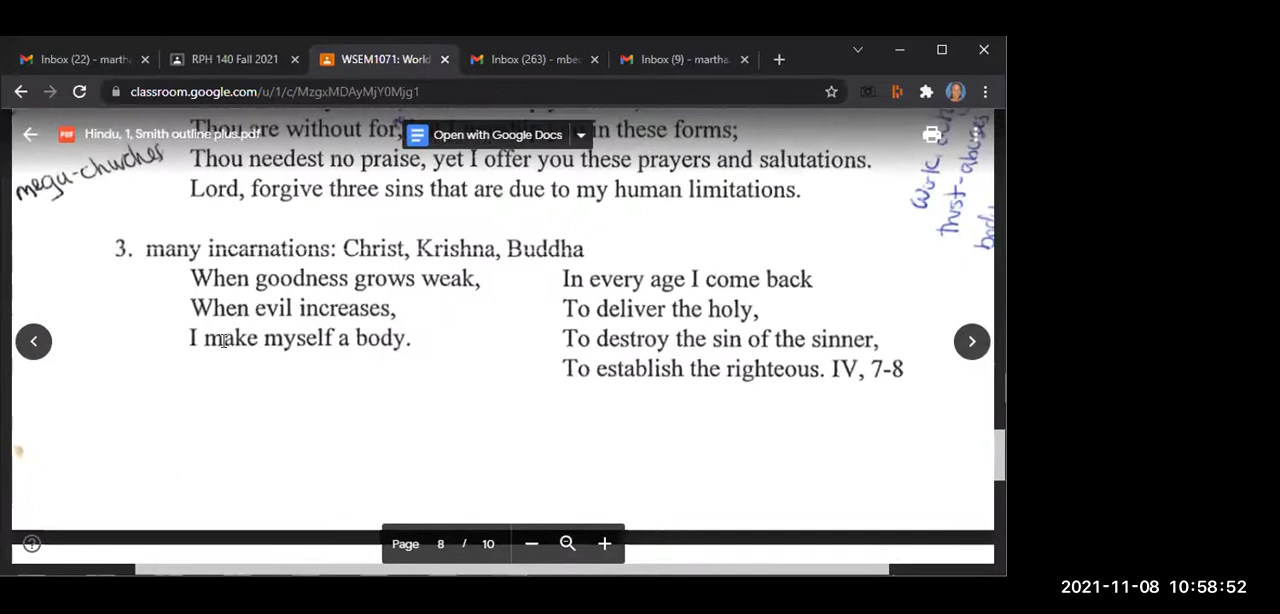 Inbox (22) - marth
RPH 140 Fall 2021
WSEM1071: World
Inbox (263) - mbec
Inbox (9) - martha.
classroom.google.com/u/1/c/MzgxMDAyMjY0Mjg1
Hindu, 1, Smith outline plus.pdf
Open with Google Docs
Thou are without for in these forms;
Thou needest no praise, yet I offer you these prayers and salutations.
Lord, forgive three sins that are due to my human limitations.
mega-churches
work,
trust-abuses
3. many incarnations: Christ, Krishna, Buddha
When goodness grows weak,
When evil increases,
I make myself a body.
In every age I come back
To deliver the holy,
To destroy the sin of the sinner,
To establish the righteous. IV, 7-8
Page 8 / 10
2021-11-08 10:58:52